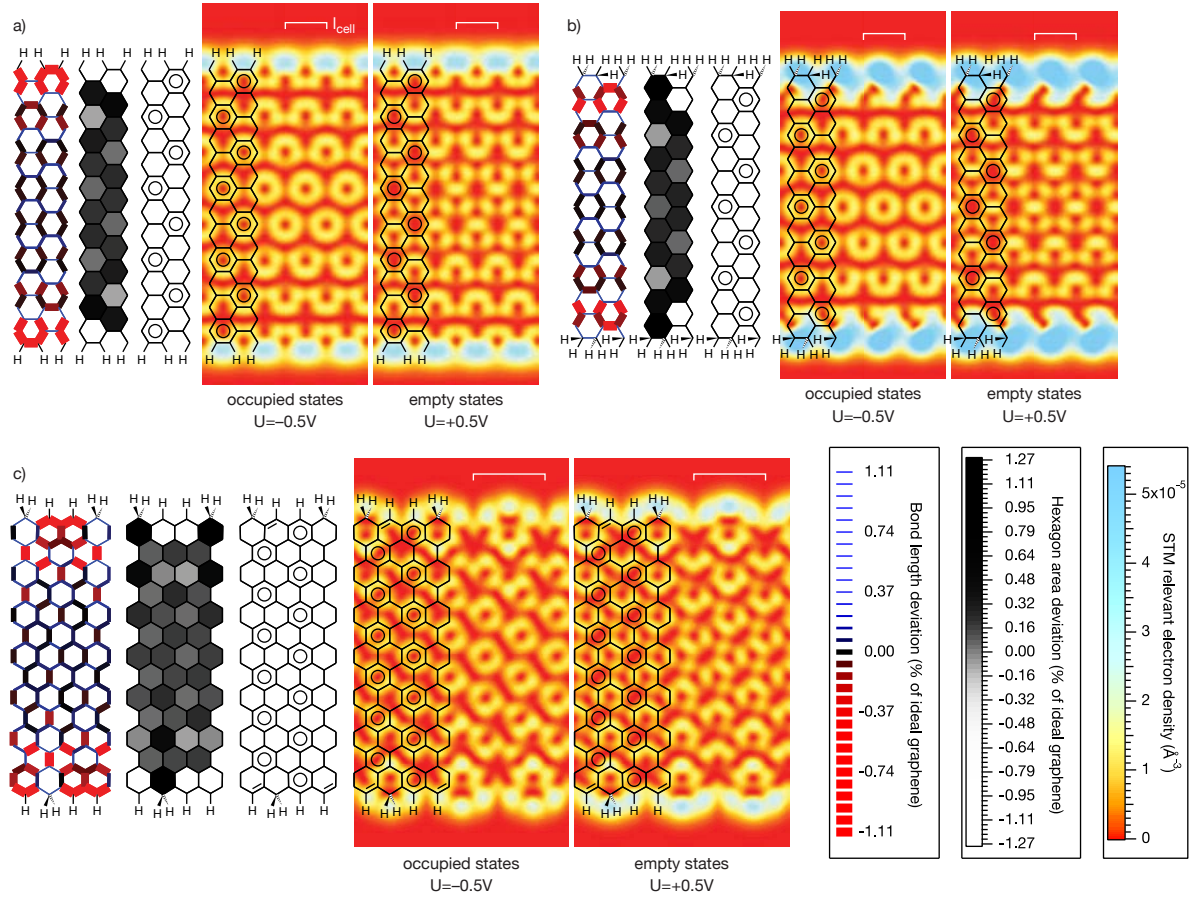 a)
l_cell
H H H H H H H H H H
H H H H H H H H H H
occupied states
U=–0.5V
empty states
U=+0.5V
b)
H H H H H H H H H H H H H H H
H H H H H
H H H H H
H H H H H H H H H H H H H H H
occupied states
U=–0.5V
empty states
U=+0.5V
c)
H H H H H H H H H H H H H H H
H H H H H H H H H H H H H H H H H H H H
occupied states
U=–0.5V
empty states
U=+0.5V
1.11
0.74
0.37
0.00
-0.37
-0.74
-1.11
Bond length deviation (% of ideal graphene)
1.27
1.11
0.95
0.80
0.64
0.48
0.32
0.16
0.00
-0.16
-0.32
-0.48
-0.64
-0.79
-0.95
-1.11
-1.27
Hexagon area deviation (% of ideal graphene)
5x10⁻⁵
4
3
2
1
0
STM relevant electron density (Å⁻³)